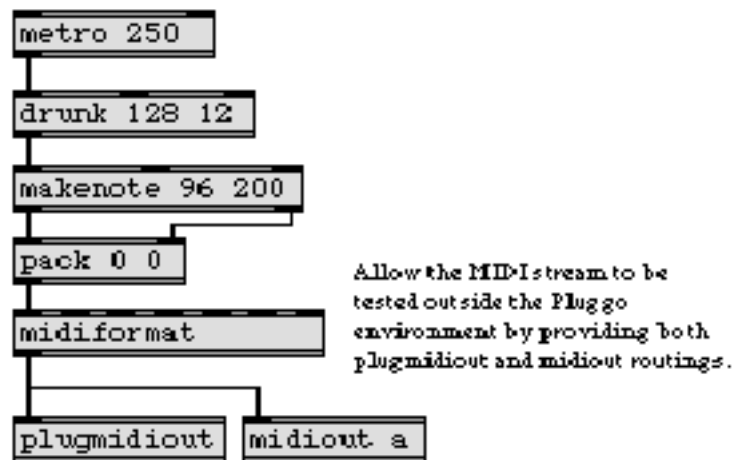 metro 250
drunk 128 12
makenote 96 200
pack 0 0
midiformat
Allow the MIDI stream to be
tested outside the Pluggo
environment by providing both
plugmidiout and midiout routings.
plugmidiout
midiout a